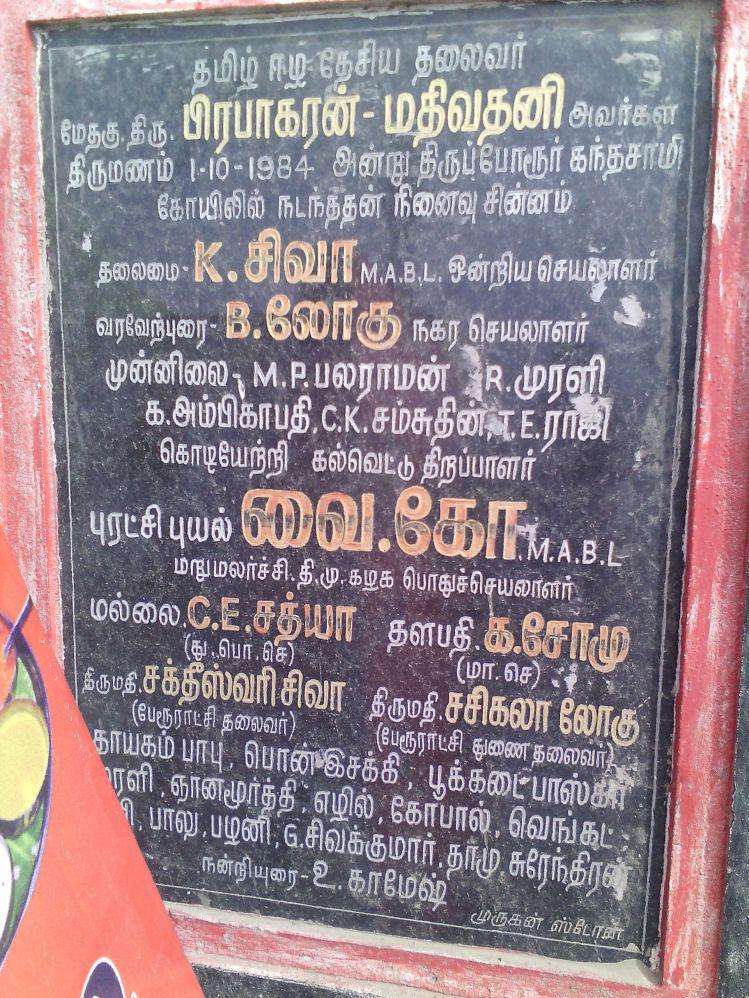 தமிழ் ஈழ தேசிய தலைவர்
மேதகு. திரு. பிரபாகரன் - மதிவதனி அவர்கள்
திருமணம் 1-10-1984 அன்று திருப்போரூர் கந்தசாமி
கோயிலில் நடந்ததன் நினைவு சின்னம்
தலைமை- K. சிவா M.A.B.L. ஒன்றிய செயலாளர்
வரவேற்புரை- B.லோகு நகர செயலாளர்
முன்னிலை- M.P.பலராமன் R.முரளி
க.அம்பிகாபதி, C.K.சம்சுதின், T.E.ராஜி
கொடியேற்றி கல்வெட்டு திறப்பாளர்
புரட்சி புயல் வை.கோ M.A.B.L
மறுமலர்ச்சி.தி.மு.கழக பொதுச்செயலாளர்
மல்லை.C.E.சத்யா தளபதி.க.சோமு
(து.பொ.செ) (மா.செ)
திருமதி.சக்தீஸ்வரி சிவா திருமதி.சசிகலா லோகு
(பேரூராட்சி தலைவர்) (பேரூராட்சி துணை தலைவர்)
தாயகம் பாபு, பொன் இசக்கி, பூக்கடை பாஸ்கர்
ஞானமூர்த்தி, எழில், கோபால், வெங்கட்
பாலு, பழனி, G.சிவக்குமார், தாமு, சுரேந்திரன்
நன்றியுரை- உ. காமேஷ்
முருகன் ஸ்டோன்